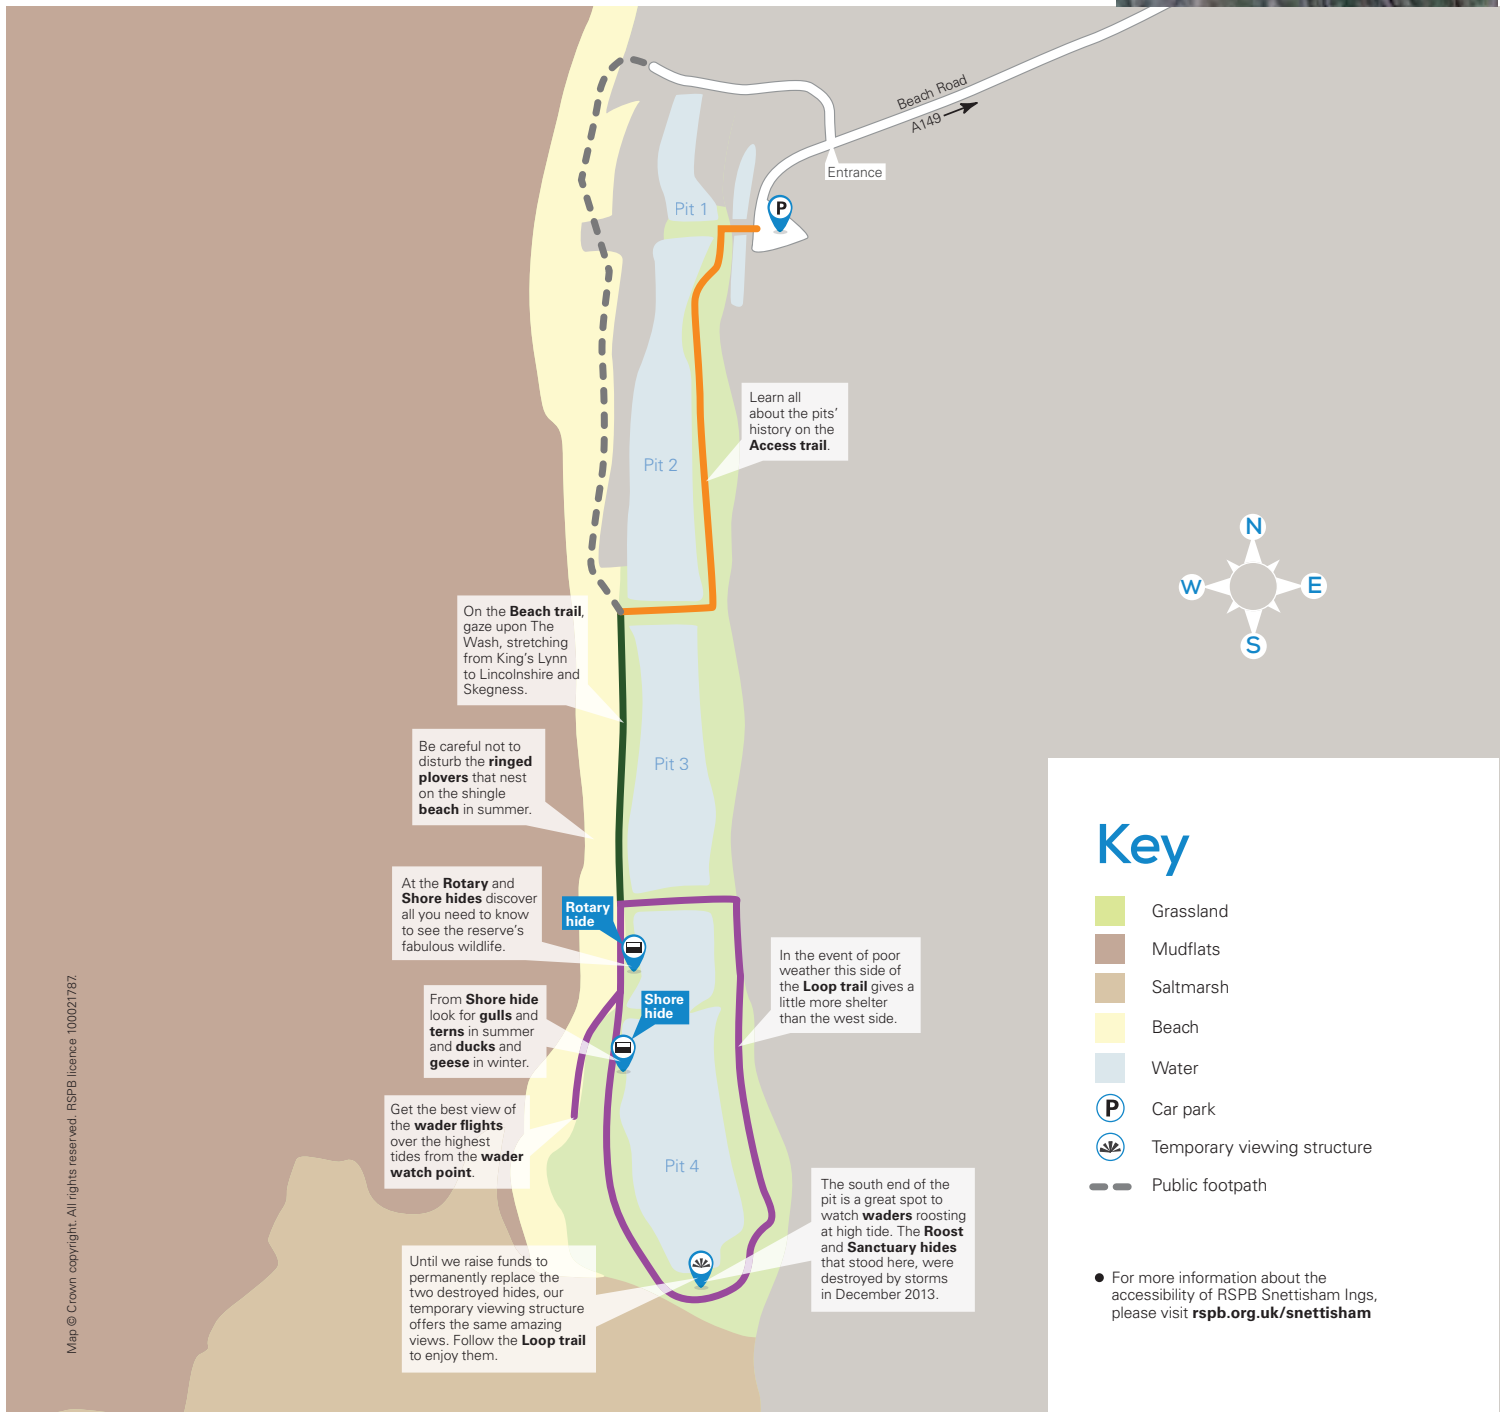 Beach Road
A149
Entrance
P
Pit 1
Learn all
about the pits'
history on the
Access trail.
Pit 2
N
W
E
S
On the Beach trail,
gaze upon The
Wash, stretching
from King's Lynn
to Lincolnshire and
Skegness.
Be careful not to
disturb the ringed
plovers that nest
on the shingle
beach in summer.
Pit 3
At the Rotary and
Shore hides discover
all you need to know
to see the reserve's
fabulous wildlife.
Rotary
hide
In the event of poor
weather this side of
the Loop trail gives a
little more shelter
than the west side.
From Shore hide
look for gulls and
terns in summer
and ducks and
geese in winter.
Shore
hide
Get the best view of
the wader flights
over the highest
tides from the wader
watch point.
Pit 4
The south end of the
pit is a great spot to
watch waders roosting
at high tide. The Roost
and Sanctuary hides
that stood here, were
destroyed by storms
in December 2013.
Until we raise funds to
permanently replace the
two destroyed hides, our
temporary viewing structure
offers the same amazing
views. Follow the Loop trail
to enjoy them.
Map © Crown copyright. All rights reserved. RSPB licence 100021787.
Key
Grassland
Mudflats
Saltmarsh
Beach
Water
P
Car park
Temporary viewing structure
Public footpath
● For more information about the
accessibility of RSPB Snettisham Ings,
please visit rspb.org.uk/snettisham